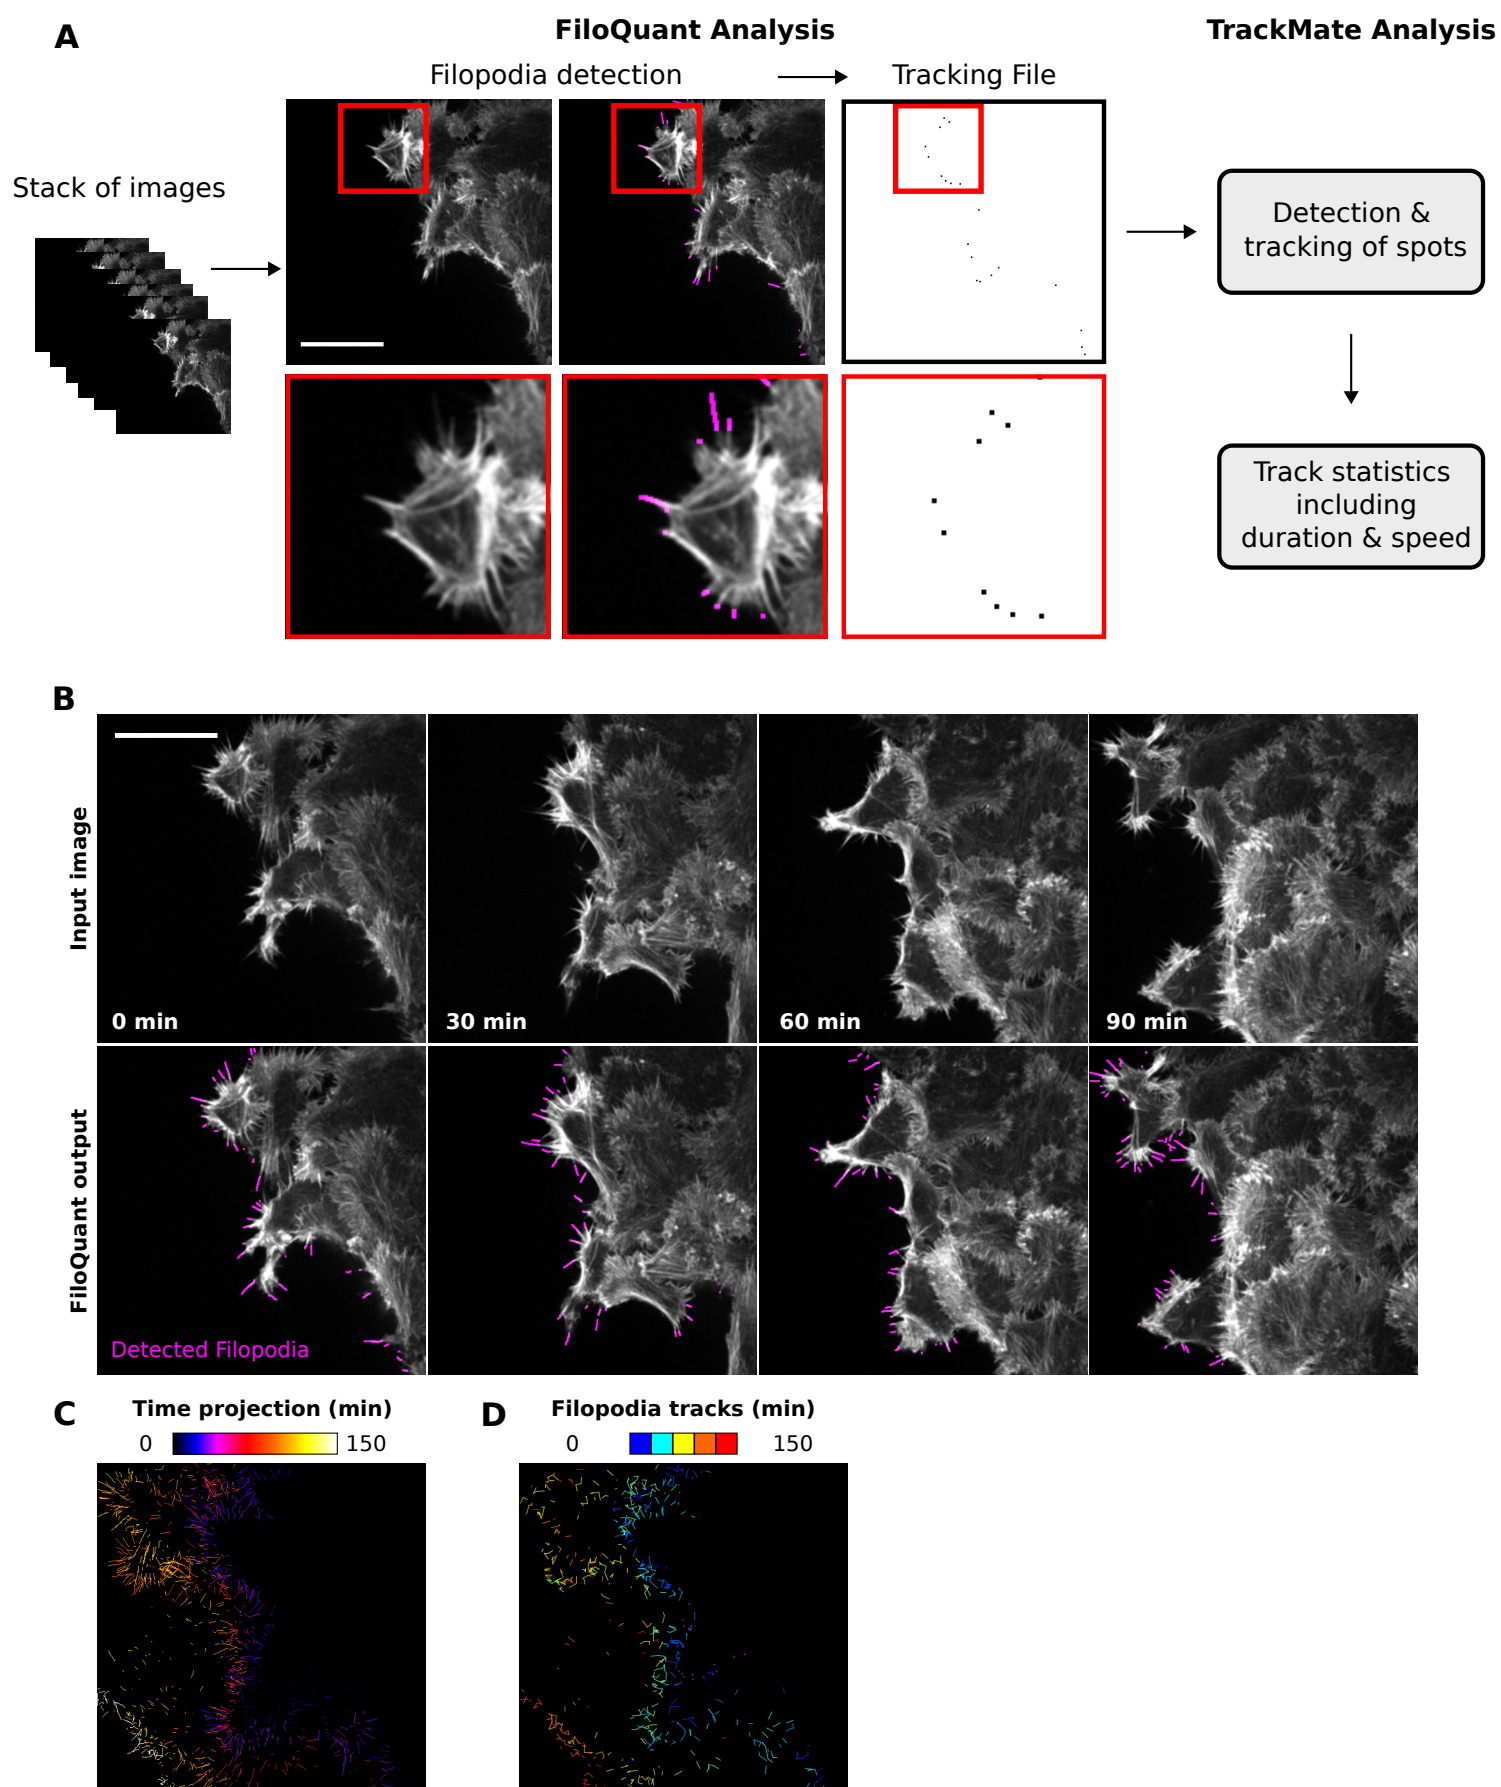 A
FiloQuant Analysis
TrackMate Analysis
Filopodia detection
Tracking File
Stack of images
Detection &
tracking of spots
Track statistics
including
duration & speed
B
Input image
0 min
30 min
60 min
90 min
FiloQuant output
Detected Filopodia
C
Time projection (min)
0
150
D
Filopodia tracks (min)
0
150